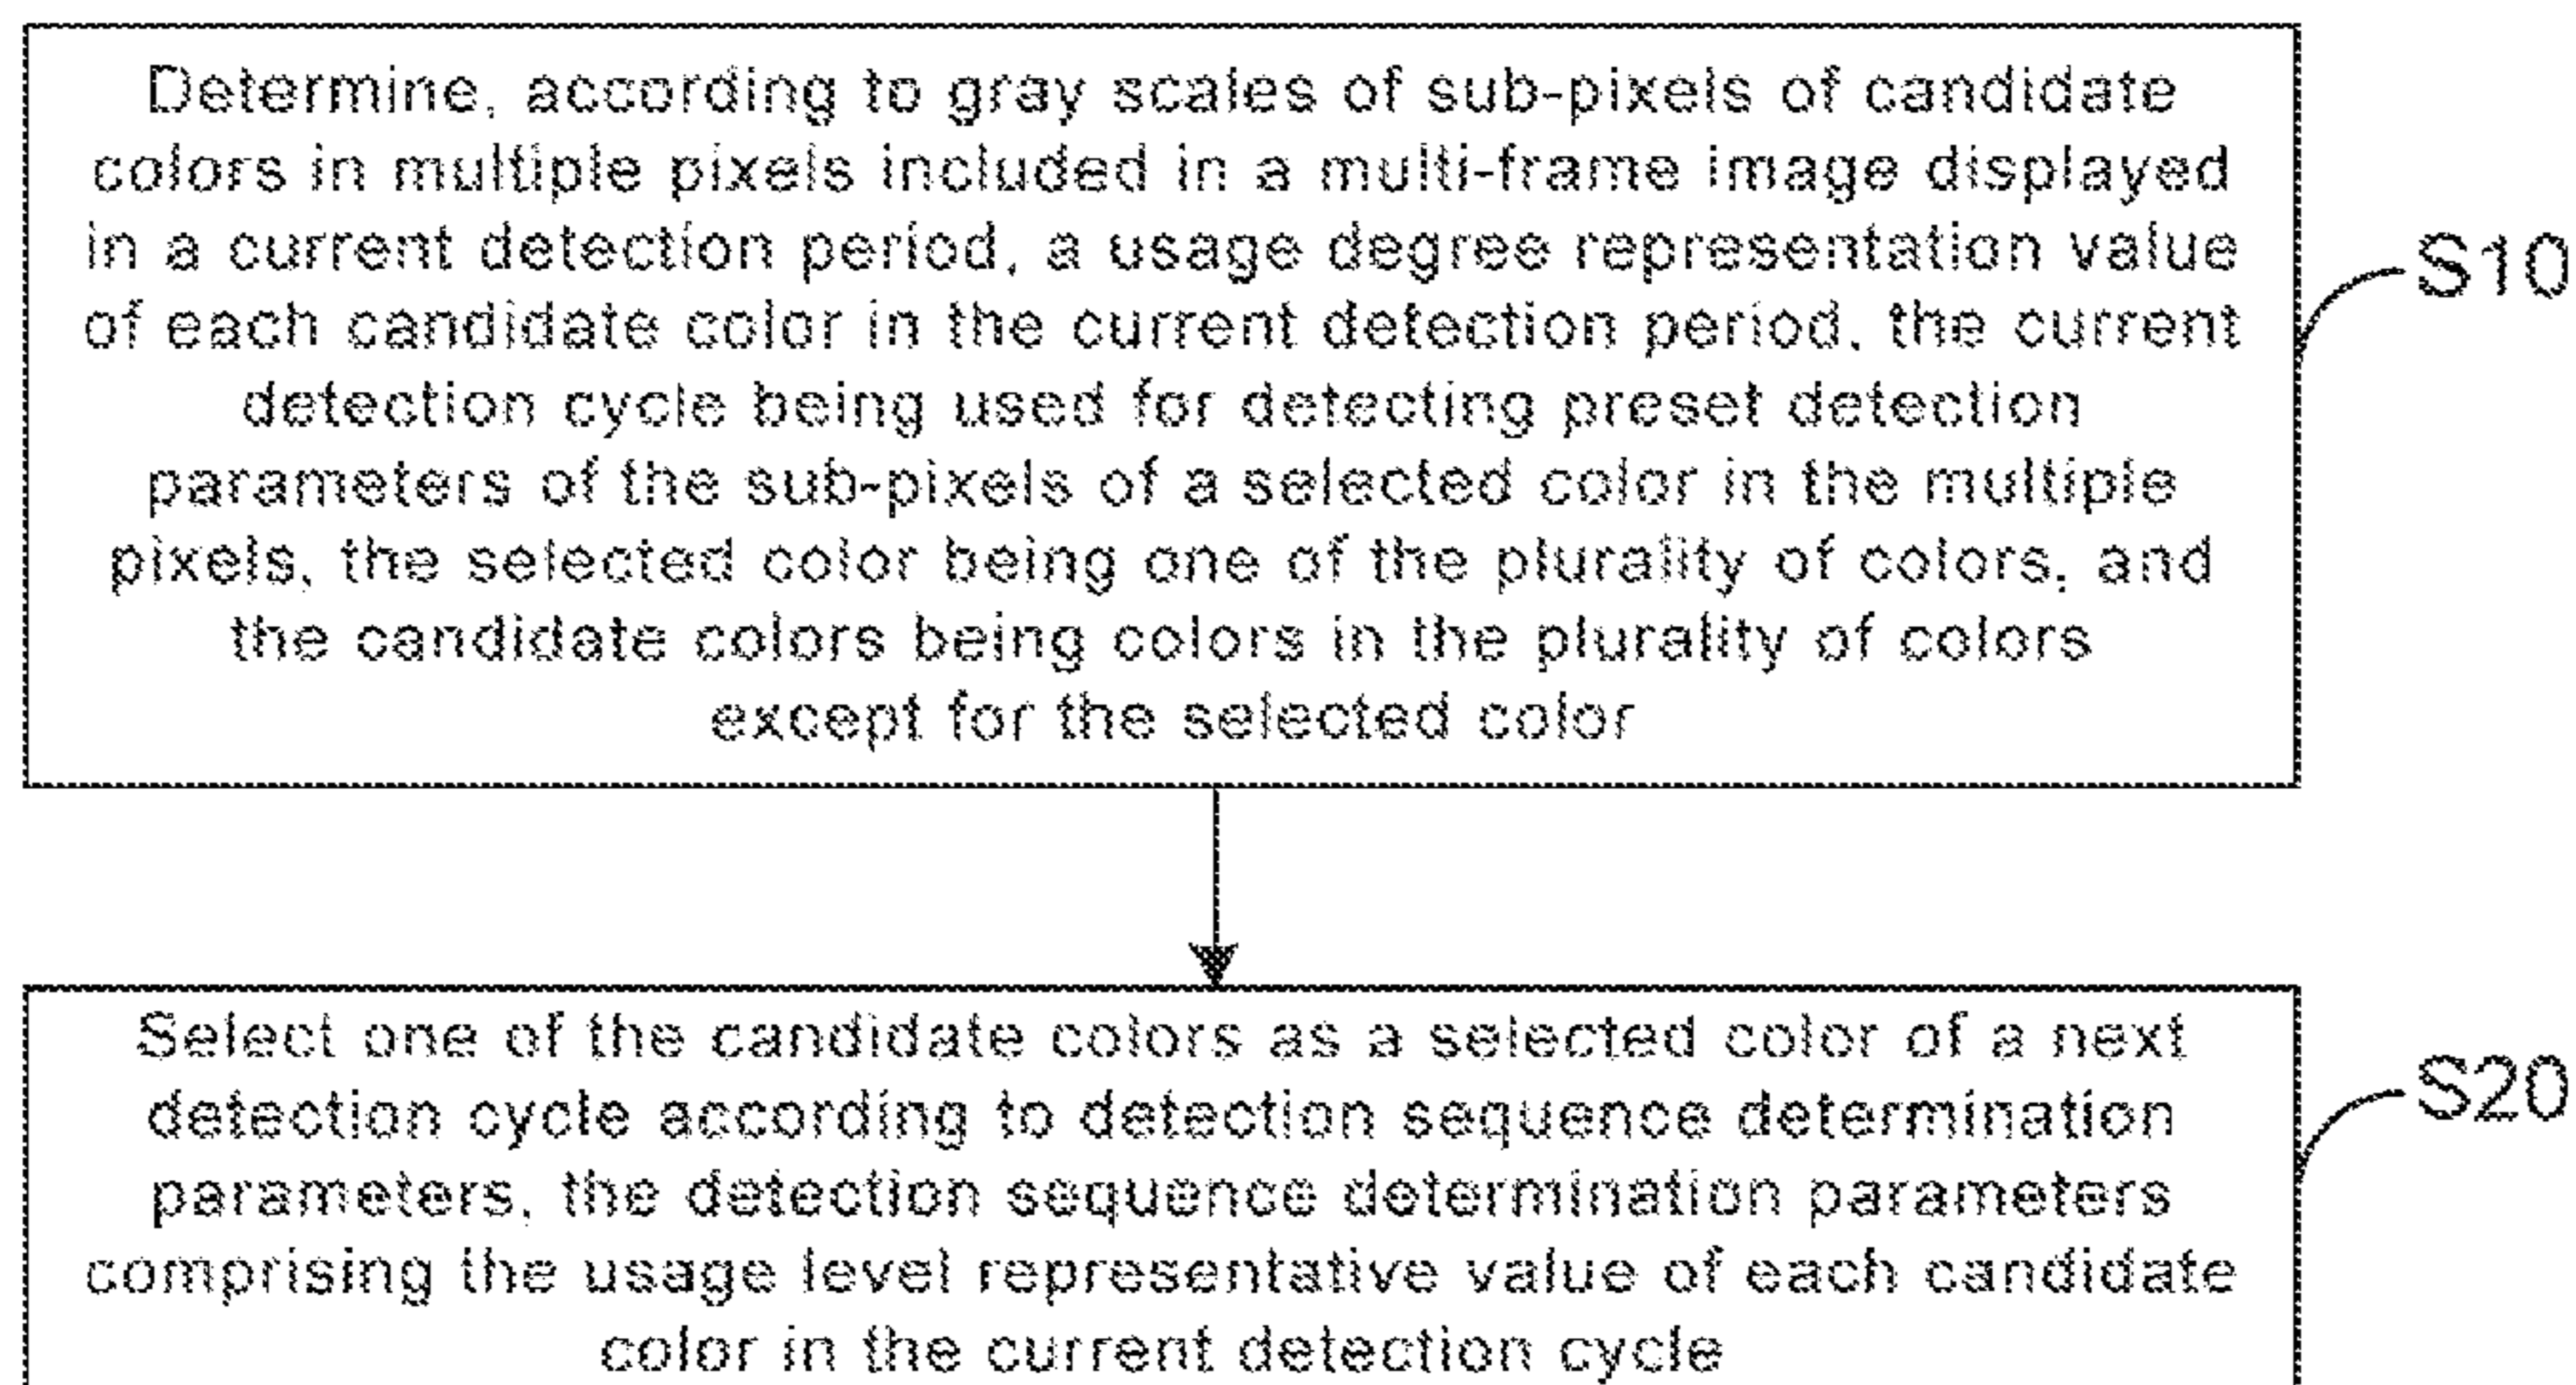 Determine, according to gray scales of sub-pixels of candidate
colors in multiple pixels included in a multi-frame image displayed
in a current detection period, a usage degree representation value
of each candidate color in the current detection period, the current
detection cycle being used for detecting preset detection
parameters of the sub-pixels of a selected color in the multiple
pixels, the selected color being one of the plurality of colors, and
the candidate colors being colors in the plurality of colors
except for the selected color
S10
Select one of the candidate colors as a selected color of a next
detection cycle according to detection sequence determination
parameters, the detection sequence determination parameters
comprising the usage level representative value of each candidate
color in the current detection cycle
S20